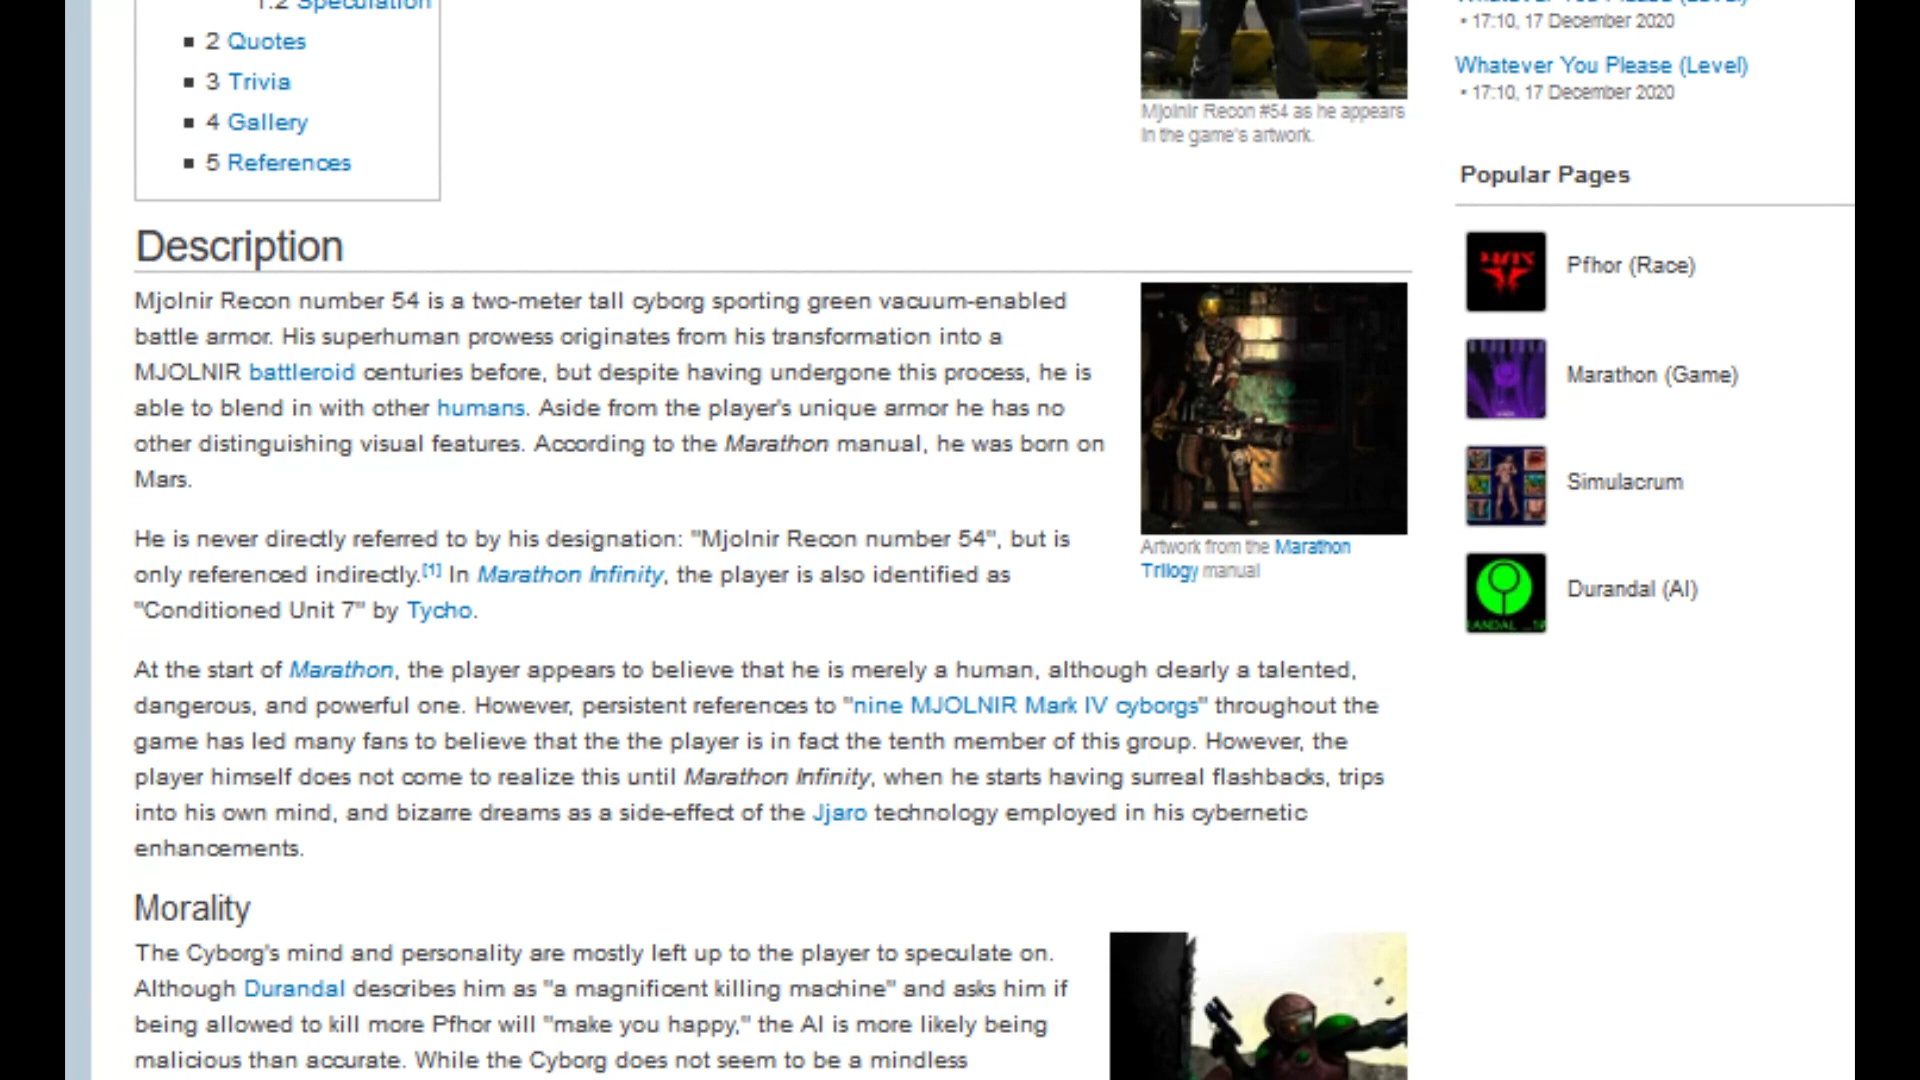 1.2 Speculation
2 Quotes
3 Trivia
4 Gallery
5 References
Mjolnir Recon #54 as he appears
in the game's artwork.
Description
Mjolnir Recon number 54 is a two-meter tall cyborg sporting green vacuum-enabled
battle armor. His superhuman prowess originates from his transformation into a
MJOLNIR battleroid centuries before, but despite having undergone this process, he is
able to blend in with other humans. Aside from the player's unique armor he has no
other distinguishing visual features. According to the Marathon manual, he was born on
Mars.
Artwork from the Marathon
Trilogy manual
He is never directly referred to by his designation: "Mjolnir Recon number 54", but is
only referenced indirectly.[1] In Marathon Infinity, the player is also identified as
"Conditioned Unit 7" by Tycho.
At the start of Marathon, the player appears to believe that he is merely a human, although clearly a talented,
dangerous, and powerful one. However, persistent references to "nine MJOLNIR Mark IV cyborgs" throughout the
game has led many fans to believe that the the player is in fact the tenth member of this group. However, the
player himself does not come to realize this until Marathon Infinity, when he starts having surreal flashbacks, trips
into his own mind, and bizarre dreams as a side-effect of the Jjaro technology employed in his cybernetic
enhancements.
Morality
The Cyborg's mind and personality are mostly left up to the player to speculate on.
Although Durandal describes him as "a magnificent killing machine" and asks him if
being allowed to kill more Pfhor will "make you happy," the AI is more likely being
malicious than accurate. While the Cyborg does not seem to be a mindless
Whatever You Please (Level)
• 17:10, 17 December 2020
Whatever You Please (Level)
• 17:10, 17 December 2020
Popular Pages
Pfhor (Race)
Marathon (Game)
Simulacrum
Durandal (AI)